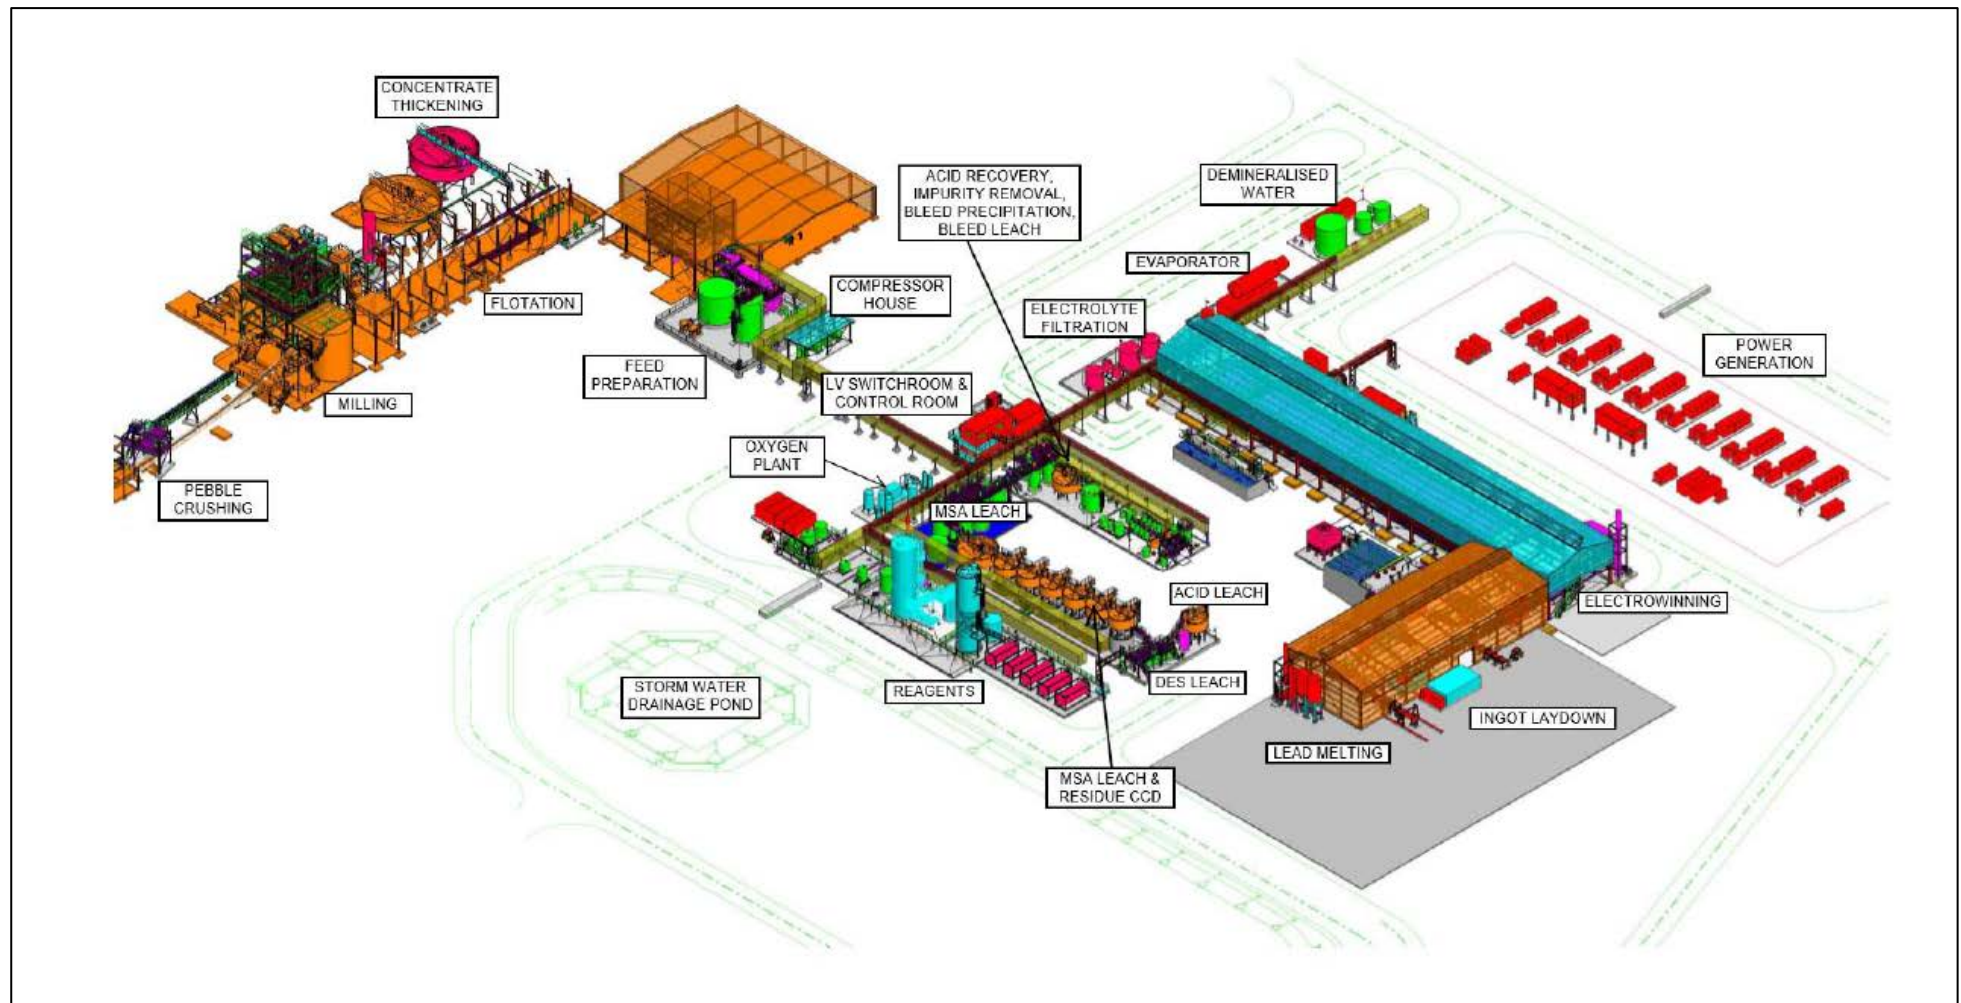 CONCENTRATE
THICKENING
ACID RECOVERY,
IMPURITY REMOVAL,
BLEED PRECIPITATION,
BLEED LEACH
DEMINERALISED
WATER
EVAPORATOR
COMPRESSOR
HOUSE
FLOTATION
ELECTROLYTE
FILTRATION
POWER
GENERATION
FEED
PREPARATION
LV SWITCHROOM &
CONTROL ROOM
MILLING
OXYGEN
PLANT
PEBBLE
CRUSHING
MSA LEACH
ACID LEACH
ELECTROWINNING
STORM WATER
DRAINAGE POND
REAGENTS
DES LEACH
INGOT LAYDOWN
LEAD MELTING
MSA LEACH &
RESIDUE CCD